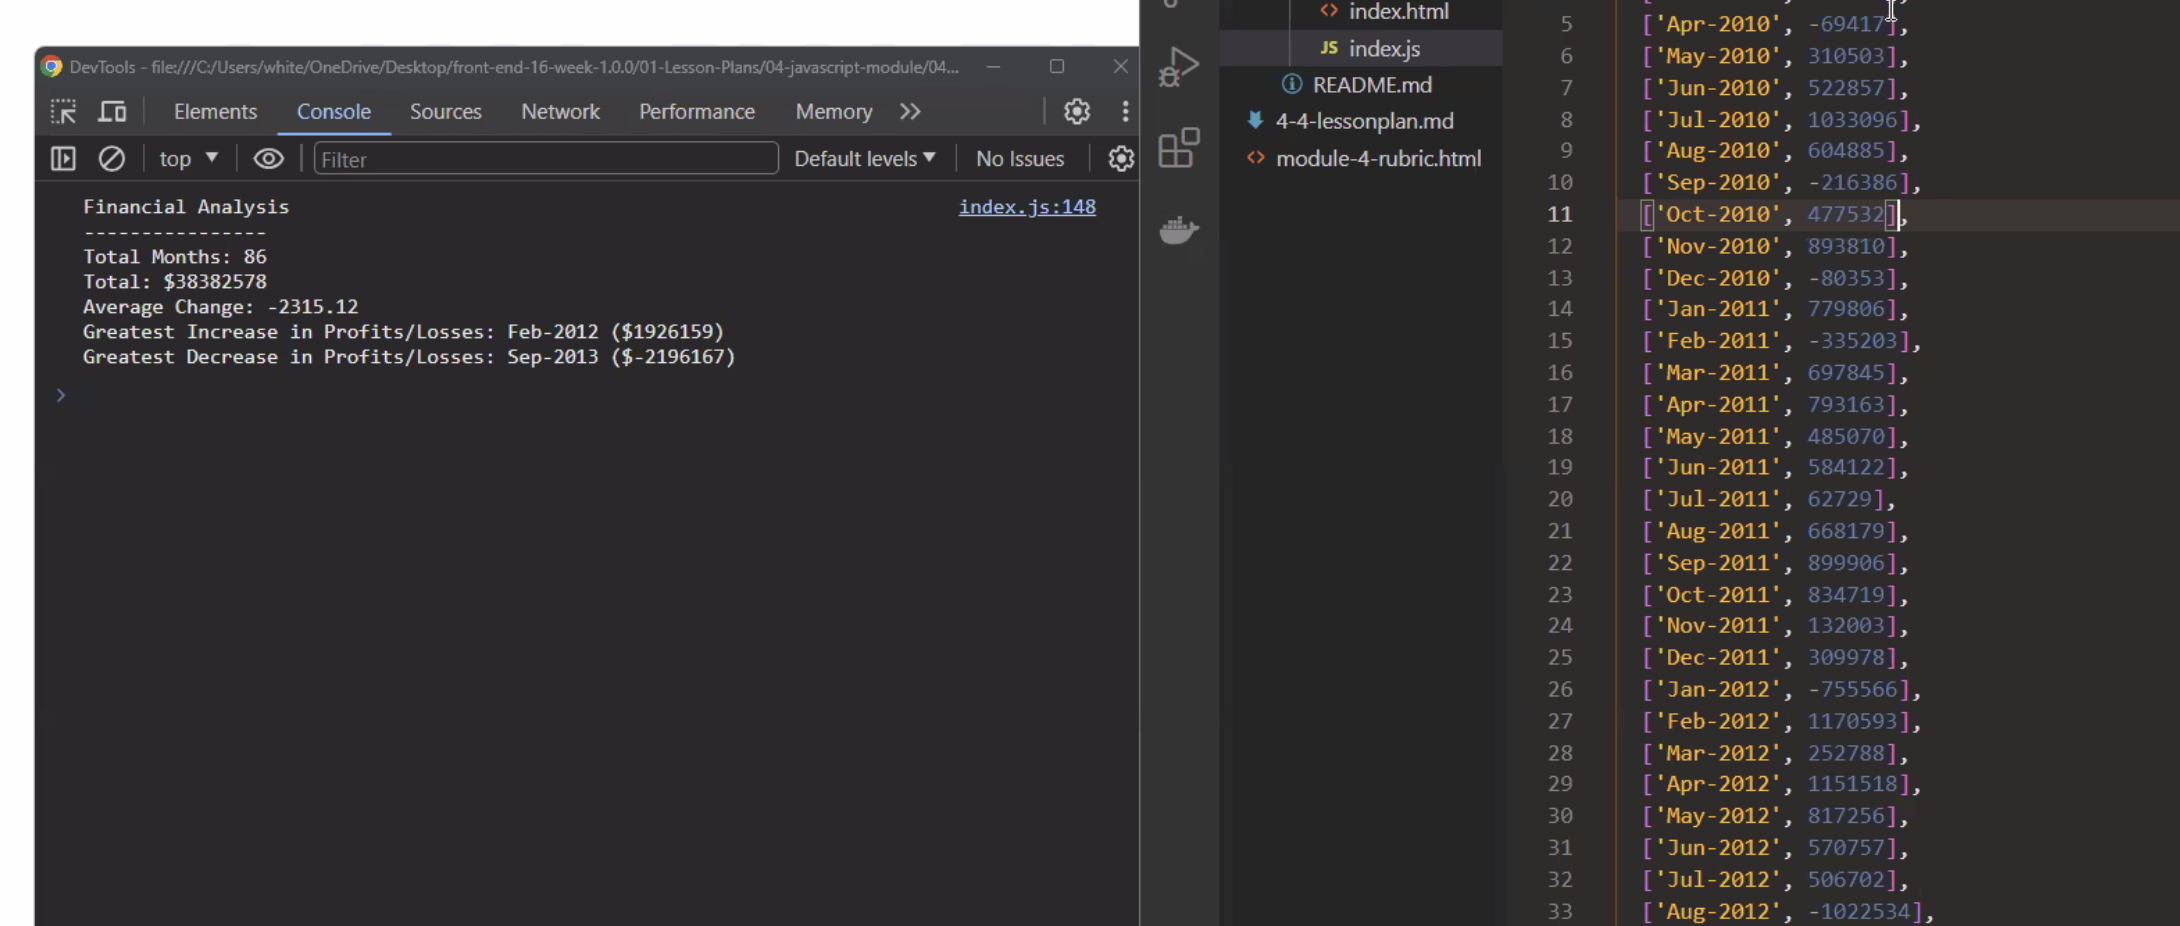 DevTools - file:///C:/Users/white/OneDrive/Desktop/front-end-16-week-1.0.0/01-Lesson-Plans/04-javascript-module/04...
Elements Console Sources Network Performance Memory
top Filter Default levels No Issues
Financial Analysis index.js:148
----------------
Total Months: 86
Total: $38382578
Average Change: -2315.12
Greatest Increase in Profits/Losses: Feb-2012 ($1926159)
Greatest Decrease in Profits/Losses: Sep-2013 ($-2196167)
>
<> index.html
JS index.js
README.md
4-4-lessonplan.md
<> module-4-rubric.html
5 ['Apr-2010', -69417],
6 ['May-2010', 310503],
7 ['Jun-2010', 522857],
8 ['Jul-2010', 1033096],
9 ['Aug-2010', 604885],
10 ['Sep-2010', -216386],
11 ['Oct-2010', 477532],
12 ['Nov-2010', 893810],
13 ['Dec-2010', -80353],
14 ['Jan-2011', 779806],
15 ['Feb-2011', -335203],
16 ['Mar-2011', 697845],
17 ['Apr-2011', 793163],
18 ['May-2011', 485070],
19 ['Jun-2011', 584122],
20 ['Jul-2011', 62729],
21 ['Aug-2011', 668179],
22 ['Sep-2011', 899906],
23 ['Oct-2011', 834719],
24 ['Nov-2011', 132003],
25 ['Dec-2011', 309978],
26 ['Jan-2012', -755566],
27 ['Feb-2012', 1170593],
28 ['Mar-2012', 252788],
29 ['Apr-2012', 1151518],
30 ['May-2012', 817256],
31 ['Jun-2012', 570757],
32 ['Jul-2012', 506702],
33 ['Aug-2012', -1022534],